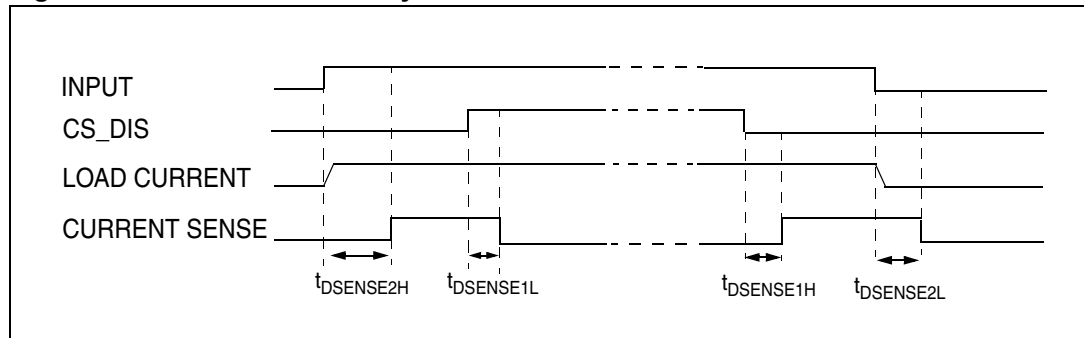 INPUT
CS_DIS
LOAD CURRENT
CURRENT SENSE
tDSENSE2H
tDSENSE1L
tDSENSE1H
tDSENSE2L